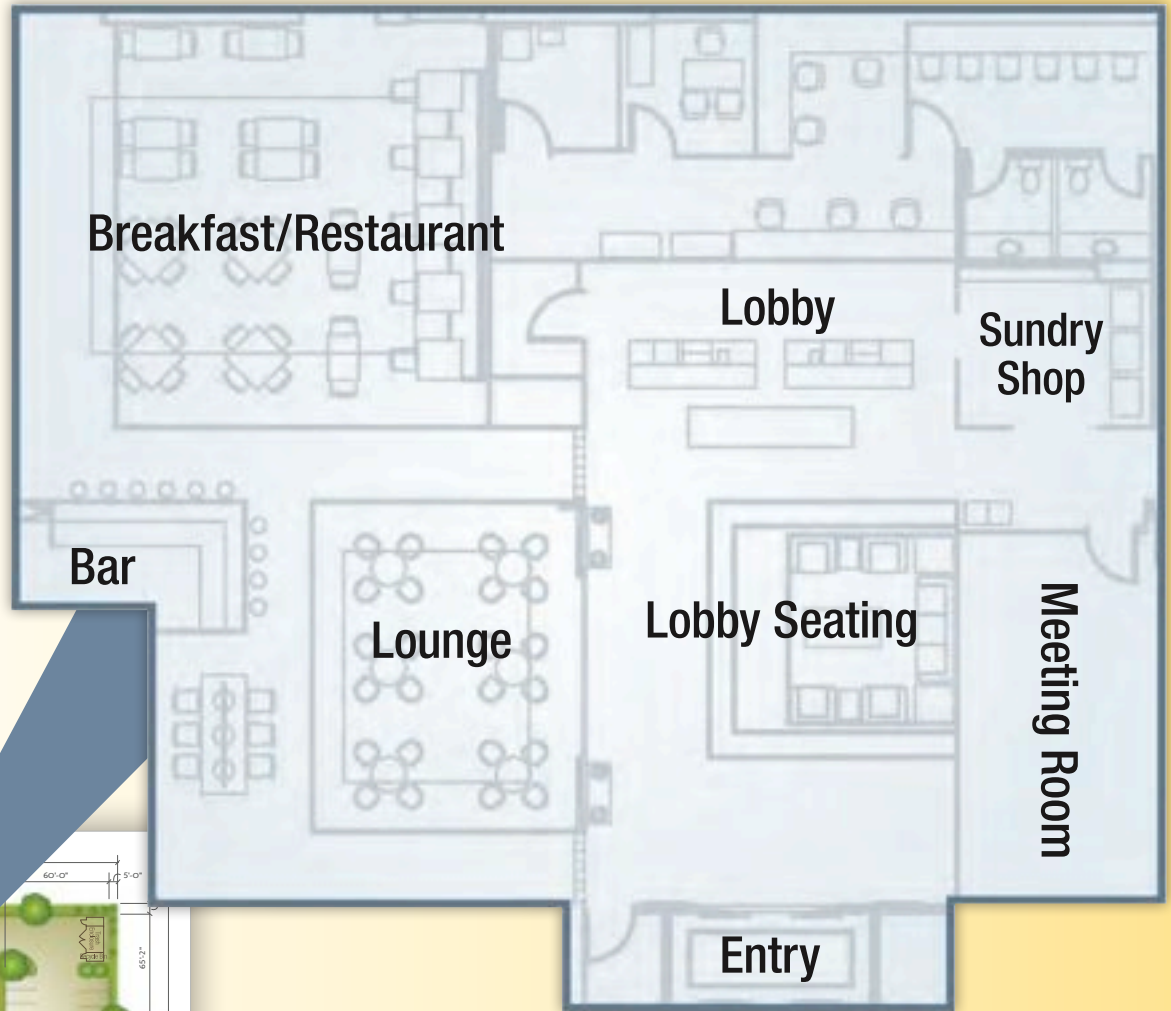 Breakfast/Restaurant
Lobby
Sundry
Shop
Bar
Lounge
Lobby Seating
Meeting Room
Entry
60'-0"
5'-0"
65'-2"